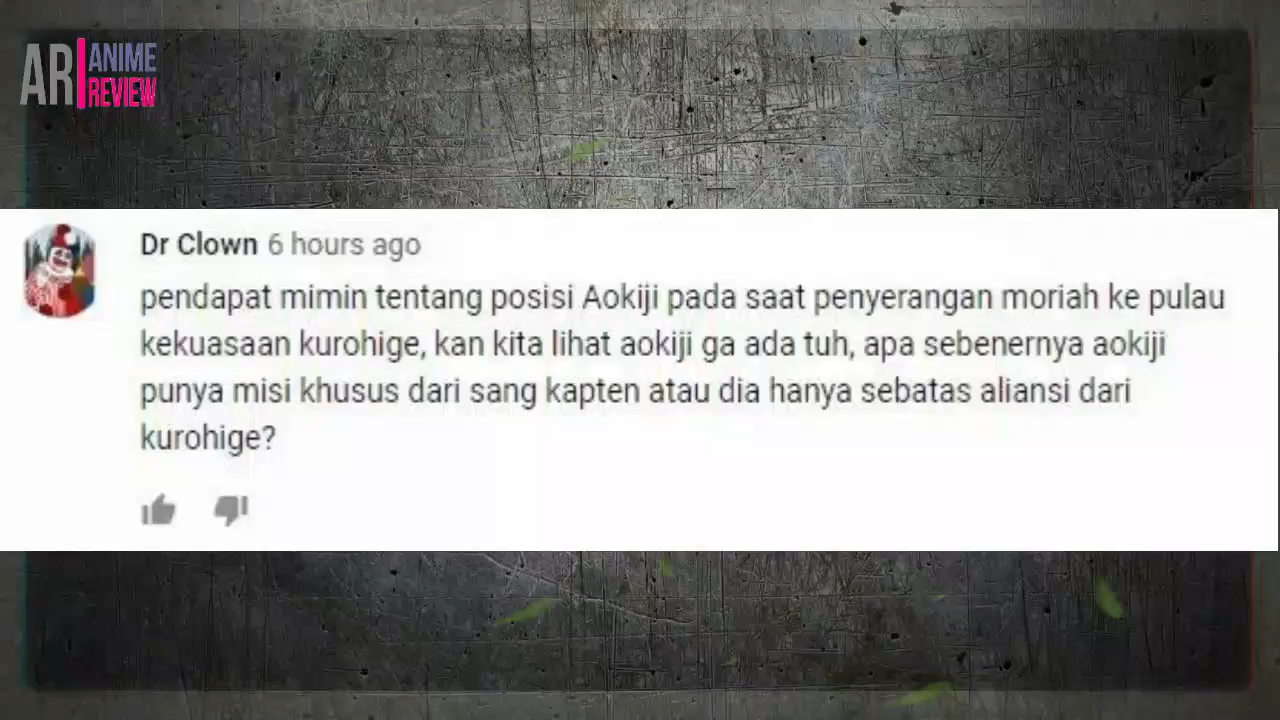 AR ANIME
REVIEW
Dr Clown 6 hours ago
pendapat mimin tentang posisi Aokiji pada saat penyerangan moriah ke pulau
kekuasaan kurohige, kan kita lihat aokiji ga ada tuh, apa sebenernya aokiji
punya misi khusus dari sang kapten atau dia hanya sebatas aliansi dari
kurohige?